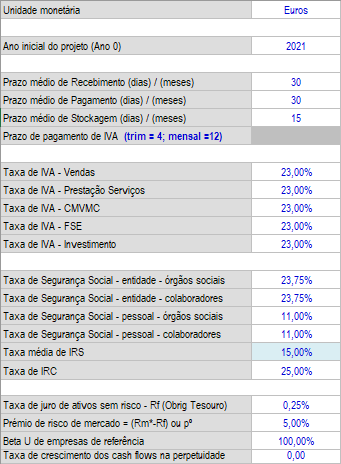 Unidade monetária Euros
Ano inicial do projeto (Ano 0) 2021
Prazo médio de Recebimento (dias) / (meses) 30
Prazo médio de Pagamento (dias) / (meses) 30
Prazo médio de Stockagem (dias) / (meses) 15
Prazo de pagamento de IVA (trim = 4; mensal =12)
Taxa de IVA - Vendas 23,00%
Taxa de IVA - Prestação Serviços 23,00%
Taxa de IVA - CMVMC 23,00%
Taxa de IVA - FSE 23,00%
Taxa de IVA - Investimento 23,00%
Taxa de Segurança Social - entidade - órgãos sociais 23,75%
Taxa de Segurança Social - entidade - colaboradores 23,75%
Taxa de Segurança Social - pessoal - órgãos sociais 11,00%
Taxa de Segurança Social - pessoal - colaboradores 11,00%
Taxa média de IRS 15,00%
Taxa de IRC 25,00%
Taxa de juro de ativos sem risco - Rf (Obrig Tesouro) 0,25%
Prémio de risco de mercado = (Rm*-Rf) ou pº 5,00%
Beta U de empresas de referência 100,00%
Taxa de crescimento dos cash flows na perpetuidade 0,00